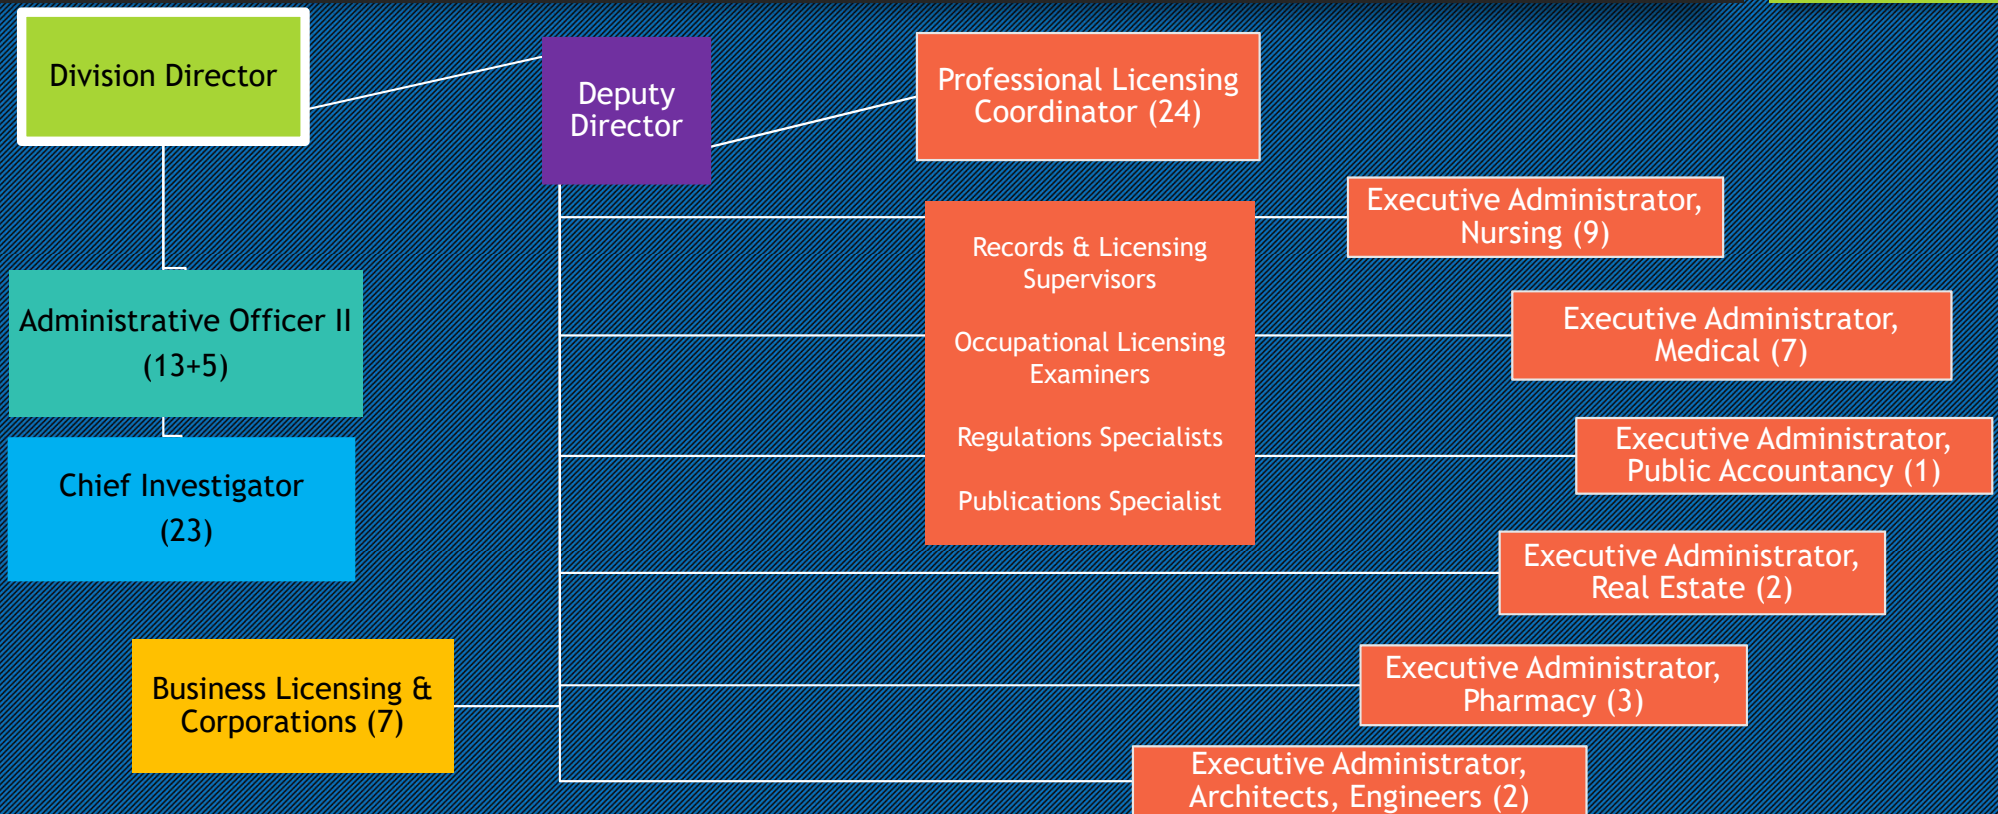 Division Director
Deputy
Director
Professional Licensing
Coordinator (24)
Executive Administrator,
Nursing (9)
Records & Licensing
Supervisors
Occupational Licensing
Examiners
Regulations Specialists
Publications Specialist
Administrative Officer II
(13+5)
Executive Administrator,
Medical (7)
Executive Administrator,
Public Accountancy (1)
Chief Investigator
(23)
Executive Administrator,
Real Estate (2)
Business Licensing &
Corporations (7)
Executive Administrator,
Pharmacy (3)
Executive Administrator,
Architects, Engineers (2)